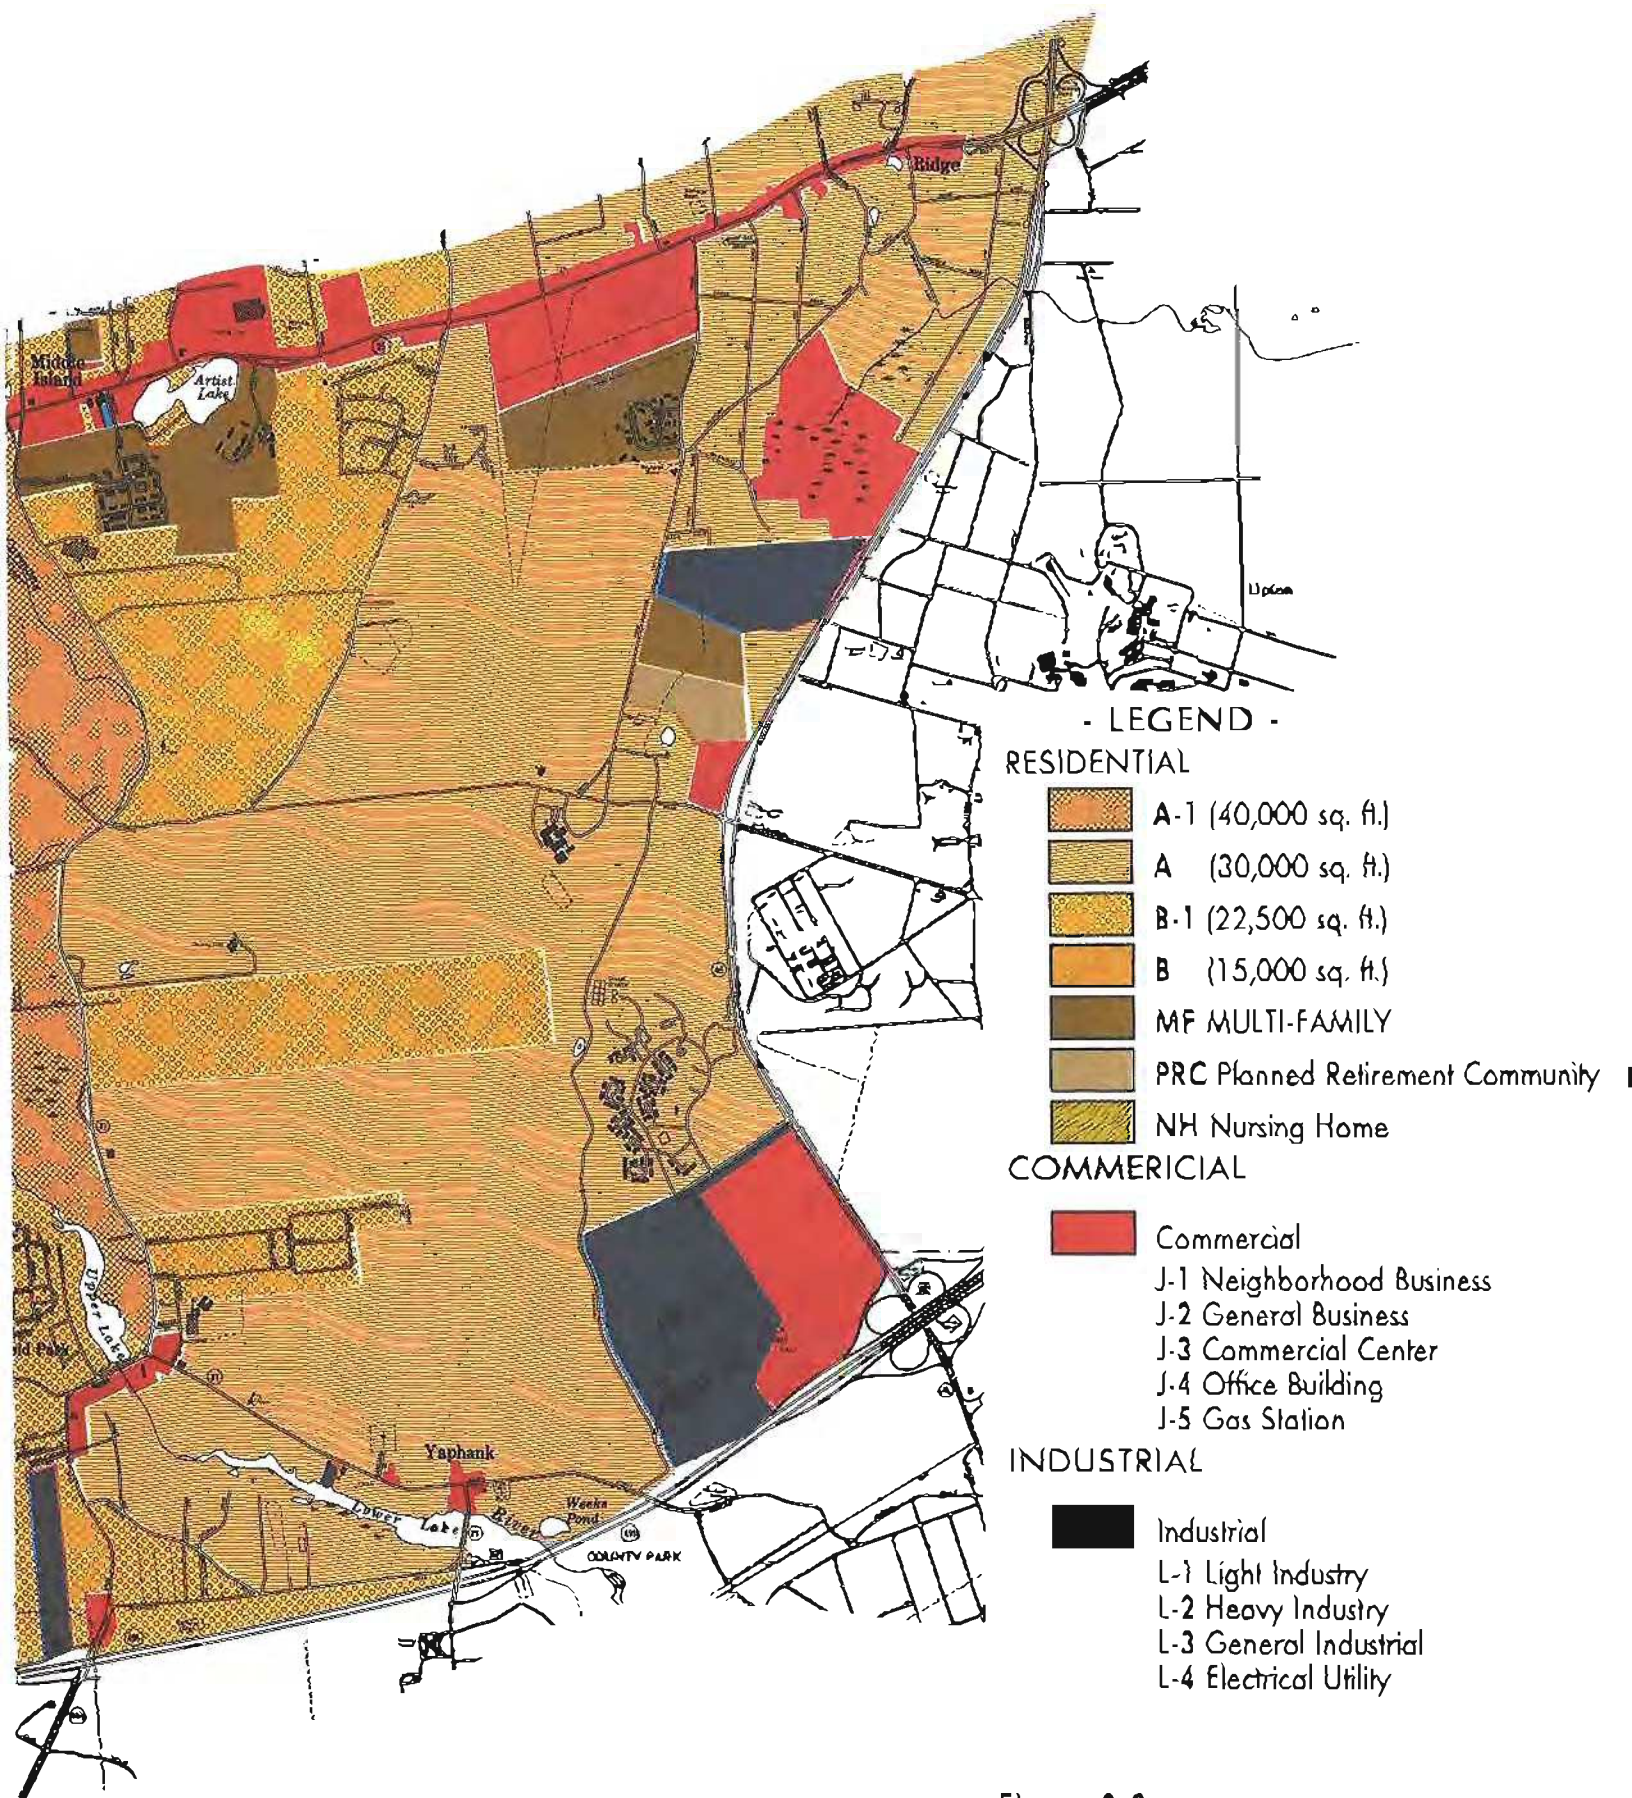 Ridge
Middle
Island
Artist
Lake
Upton
- LEGEND -
RESIDENTIAL
A-1 (40,000 sq. ft.)
A (30,000 sq. ft.)
B-1 (22,500 sq. ft.)
B (15,000 sq. ft.)
MF MULTI-FAMILY
PRC Planned Retirement Community
NH Nursing Home
COMMERICIAL
Commercial
J-1 Neighborhood Business
J-2 General Business
J-3 Commercial Center
J-4 Office Building
J-5 Gas Station
INDUSTRIAL
Industrial
L-1 Light Industry
L-2 Heavy Industry
L-3 General Industrial
L-4 Electrical Utility
Upper Lake
Yaphank
Lower Lake
River
Weeks
Pond
COUNTY PARK